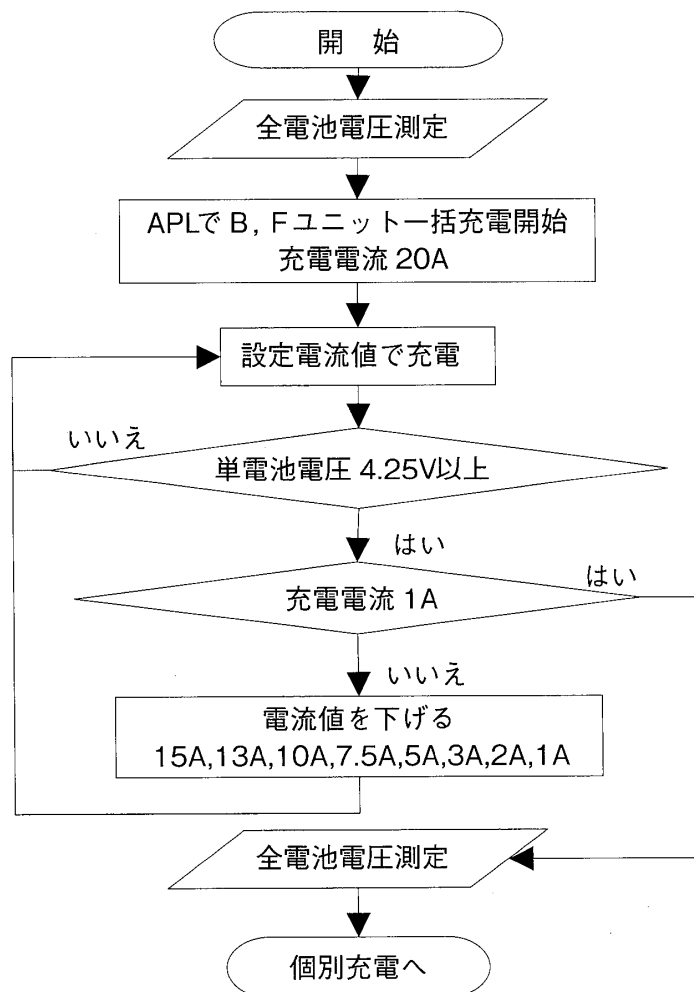 開 始
全電池電圧測定
APLで B , Fユニット一括充電開始
充電電流 20A
設定電流値で充電
いいえ
単電池電圧 4.25V以上
はい
はい
充電電流 1A
いいえ
電流値を下げる
15A,13A,10A,7.5A,5A,3A,2A,1A
全電池電圧測定
個別充電へ